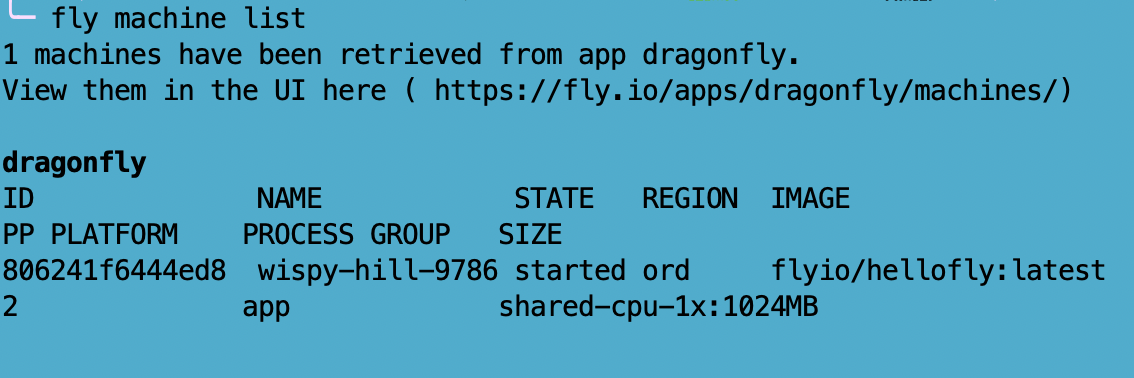 fly machine list
1 machines have been retrieved from app dragonfly.
View them in the UI here ( https://fly.io/apps/dragonfly/machines/)
dragonfly
ID NAME STATE REGION IMAGE
PP PLATFORM PROCESS GROUP SIZE
806241f6444ed8 wispy-hill-9786 started ord flyio/hellofly:latest
2 app shared-cpu-1x:1024MB